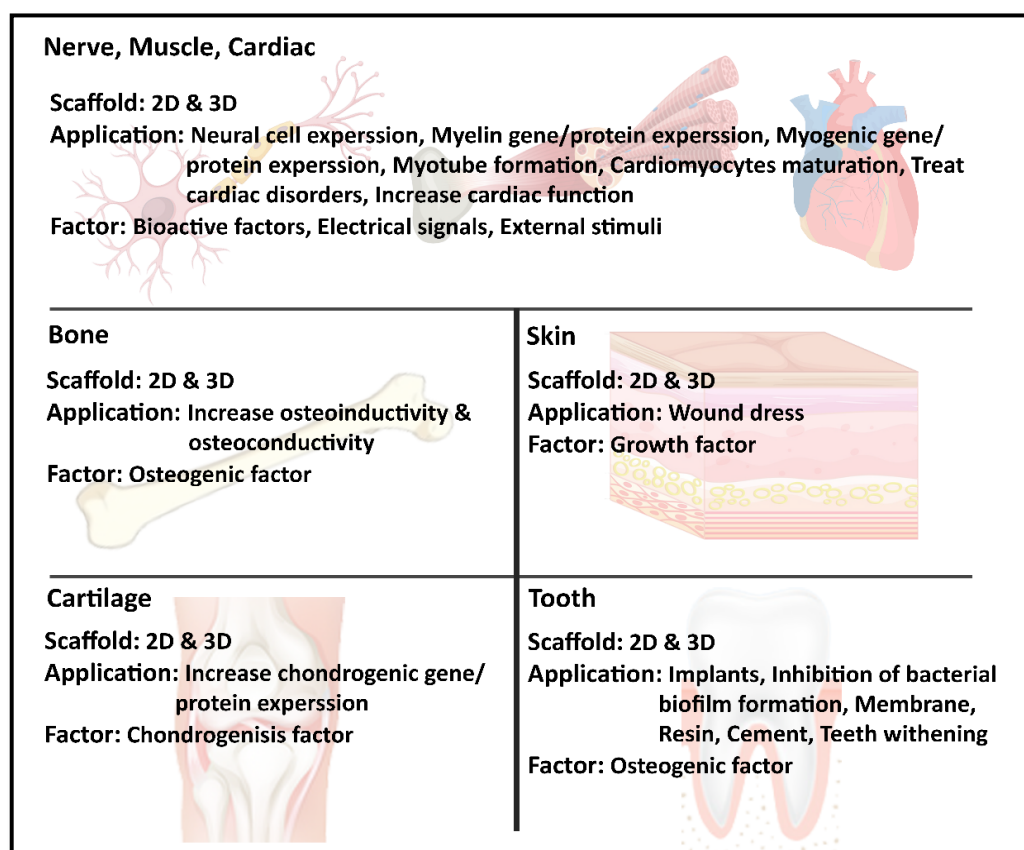 Nerve, Muscle, Cardiac
Scaffold: 2D & 3D
Application: Neural cell experssion, Myelin gene/protein experssion, Myogenic gene/
protein experssion, Myotube formation, Cardiomyocytes maturation, Treat
cardiac disorders, Increase cardiac function
Factor: Bioactive factors, Electrical signals, External stimuli
Bone
Scaffold: 2D & 3D
Application: Increase osteoinductivity &
osteoconductivity
Factor: Osteogenic factor
Skin
Scaffold: 2D & 3D
Application: Wound dress
Factor: Growth factor
Cartilage
Scaffold: 2D & 3D
Application: Increase chondrogenic gene/
protein experssion
Factor: Chondrogenisis factor
Tooth
Scaffold: 2D & 3D
Application: Implants, Inhibition of bacterial
biofilm formation, Membrane,
Resin, Cement, Teeth withening
Factor: Osteogenic factor